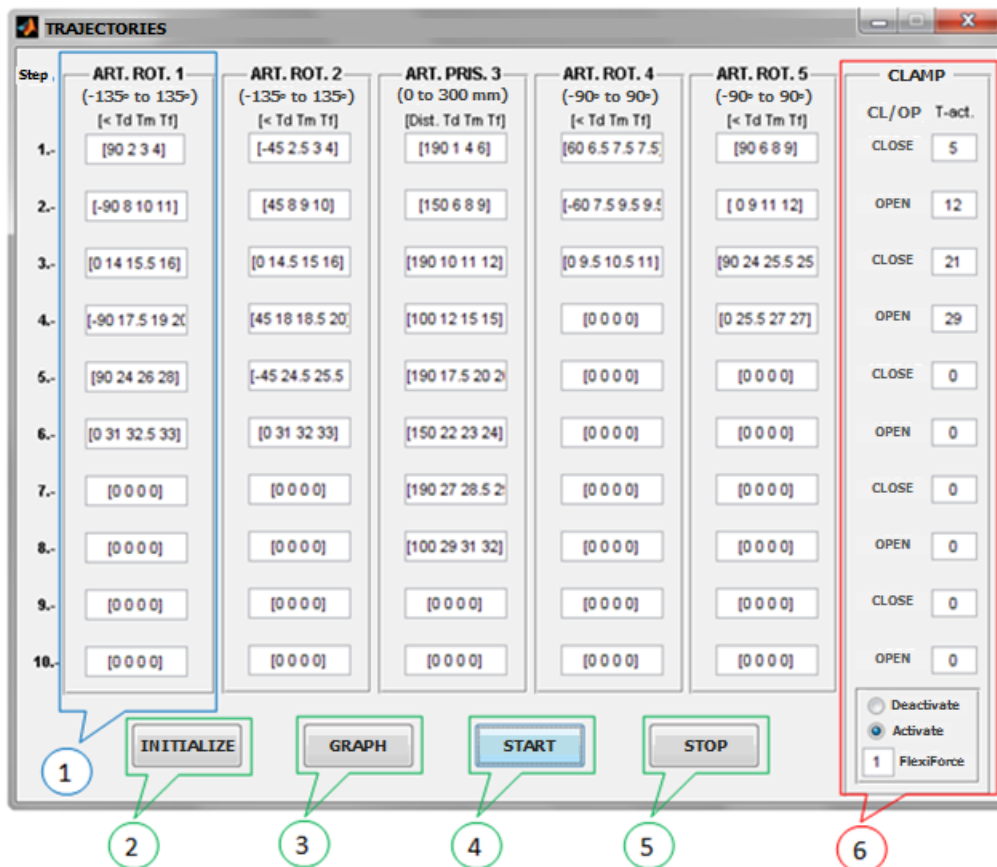 TRAJECTORIES
Step . ART. ROT. 1 ART. ROT. 2 ART. PRIS. 3 ART. ROT. 4 ART. ROT. 5 CLAMP
(-135º to 135º) (-135º to 135º) (0 to 300 mm) (-90º to 90º) (-90º to 90º)
[< Td Tm Tf] [< Td Tm Tf] [Dist. Td Tm Tf] [< Td Tm Tf] [< Td Tm Tf] CL/OP T-act.
1.- [90 2 3 4] [-45 2.5 3 4] [190 1 4 6] [60 6.5 7.5 7.5] [90 6 8 9] CLOSE 5
2.- [-90 8 10 11] [45 8 9 10] [150 6 8 9] [-60 7.5 9.5 9.5 [ 0 9 11 12] OPEN 12
3.- [0 14 15.5 16] [0 14.5 15 16] [190 10 11 12] [0 9.5 10.5 11] [90 24 25.5 25 CLOSE 21
4.- [-90 17.5 19 20 [45 18 18.5 20] [100 12 15 15] [0 0 0 0] [0 25.5 27 27] OPEN 29
5.- [90 24 26 28] [-45 24.5 25.5 [190 17.5 20 20 [0 0 0 0] [0 0 0 0] CLOSE 0
6.- [0 31 32.5 33] [0 31 32 33] [150 22 23 24] [0 0 0 0] [0 0 0 0] OPEN 0
7.- [0 0 0 0] [0 0 0 0] [190 27 28.5 [0 0 0 0] [0 0 0 0] CLOSE 0
8.- [0 0 0 0] [0 0 0 0] [100 29 31 32] [0 0 0 0] [0 0 0 0] OPEN 0
9.- [0 0 0 0] [0 0 0 0] [0 0 0 0] [0 0 0 0] [0 0 0 0] CLOSE 0
10.- [0 0 0 0] [0 0 0 0] [0 0 0 0] [0 0 0 0] [0 0 0 0] OPEN 0
Deactivate
Activate
1 FlexiForce
INITIALIZE GRAPH START STOP
1
2 3 4 5 6